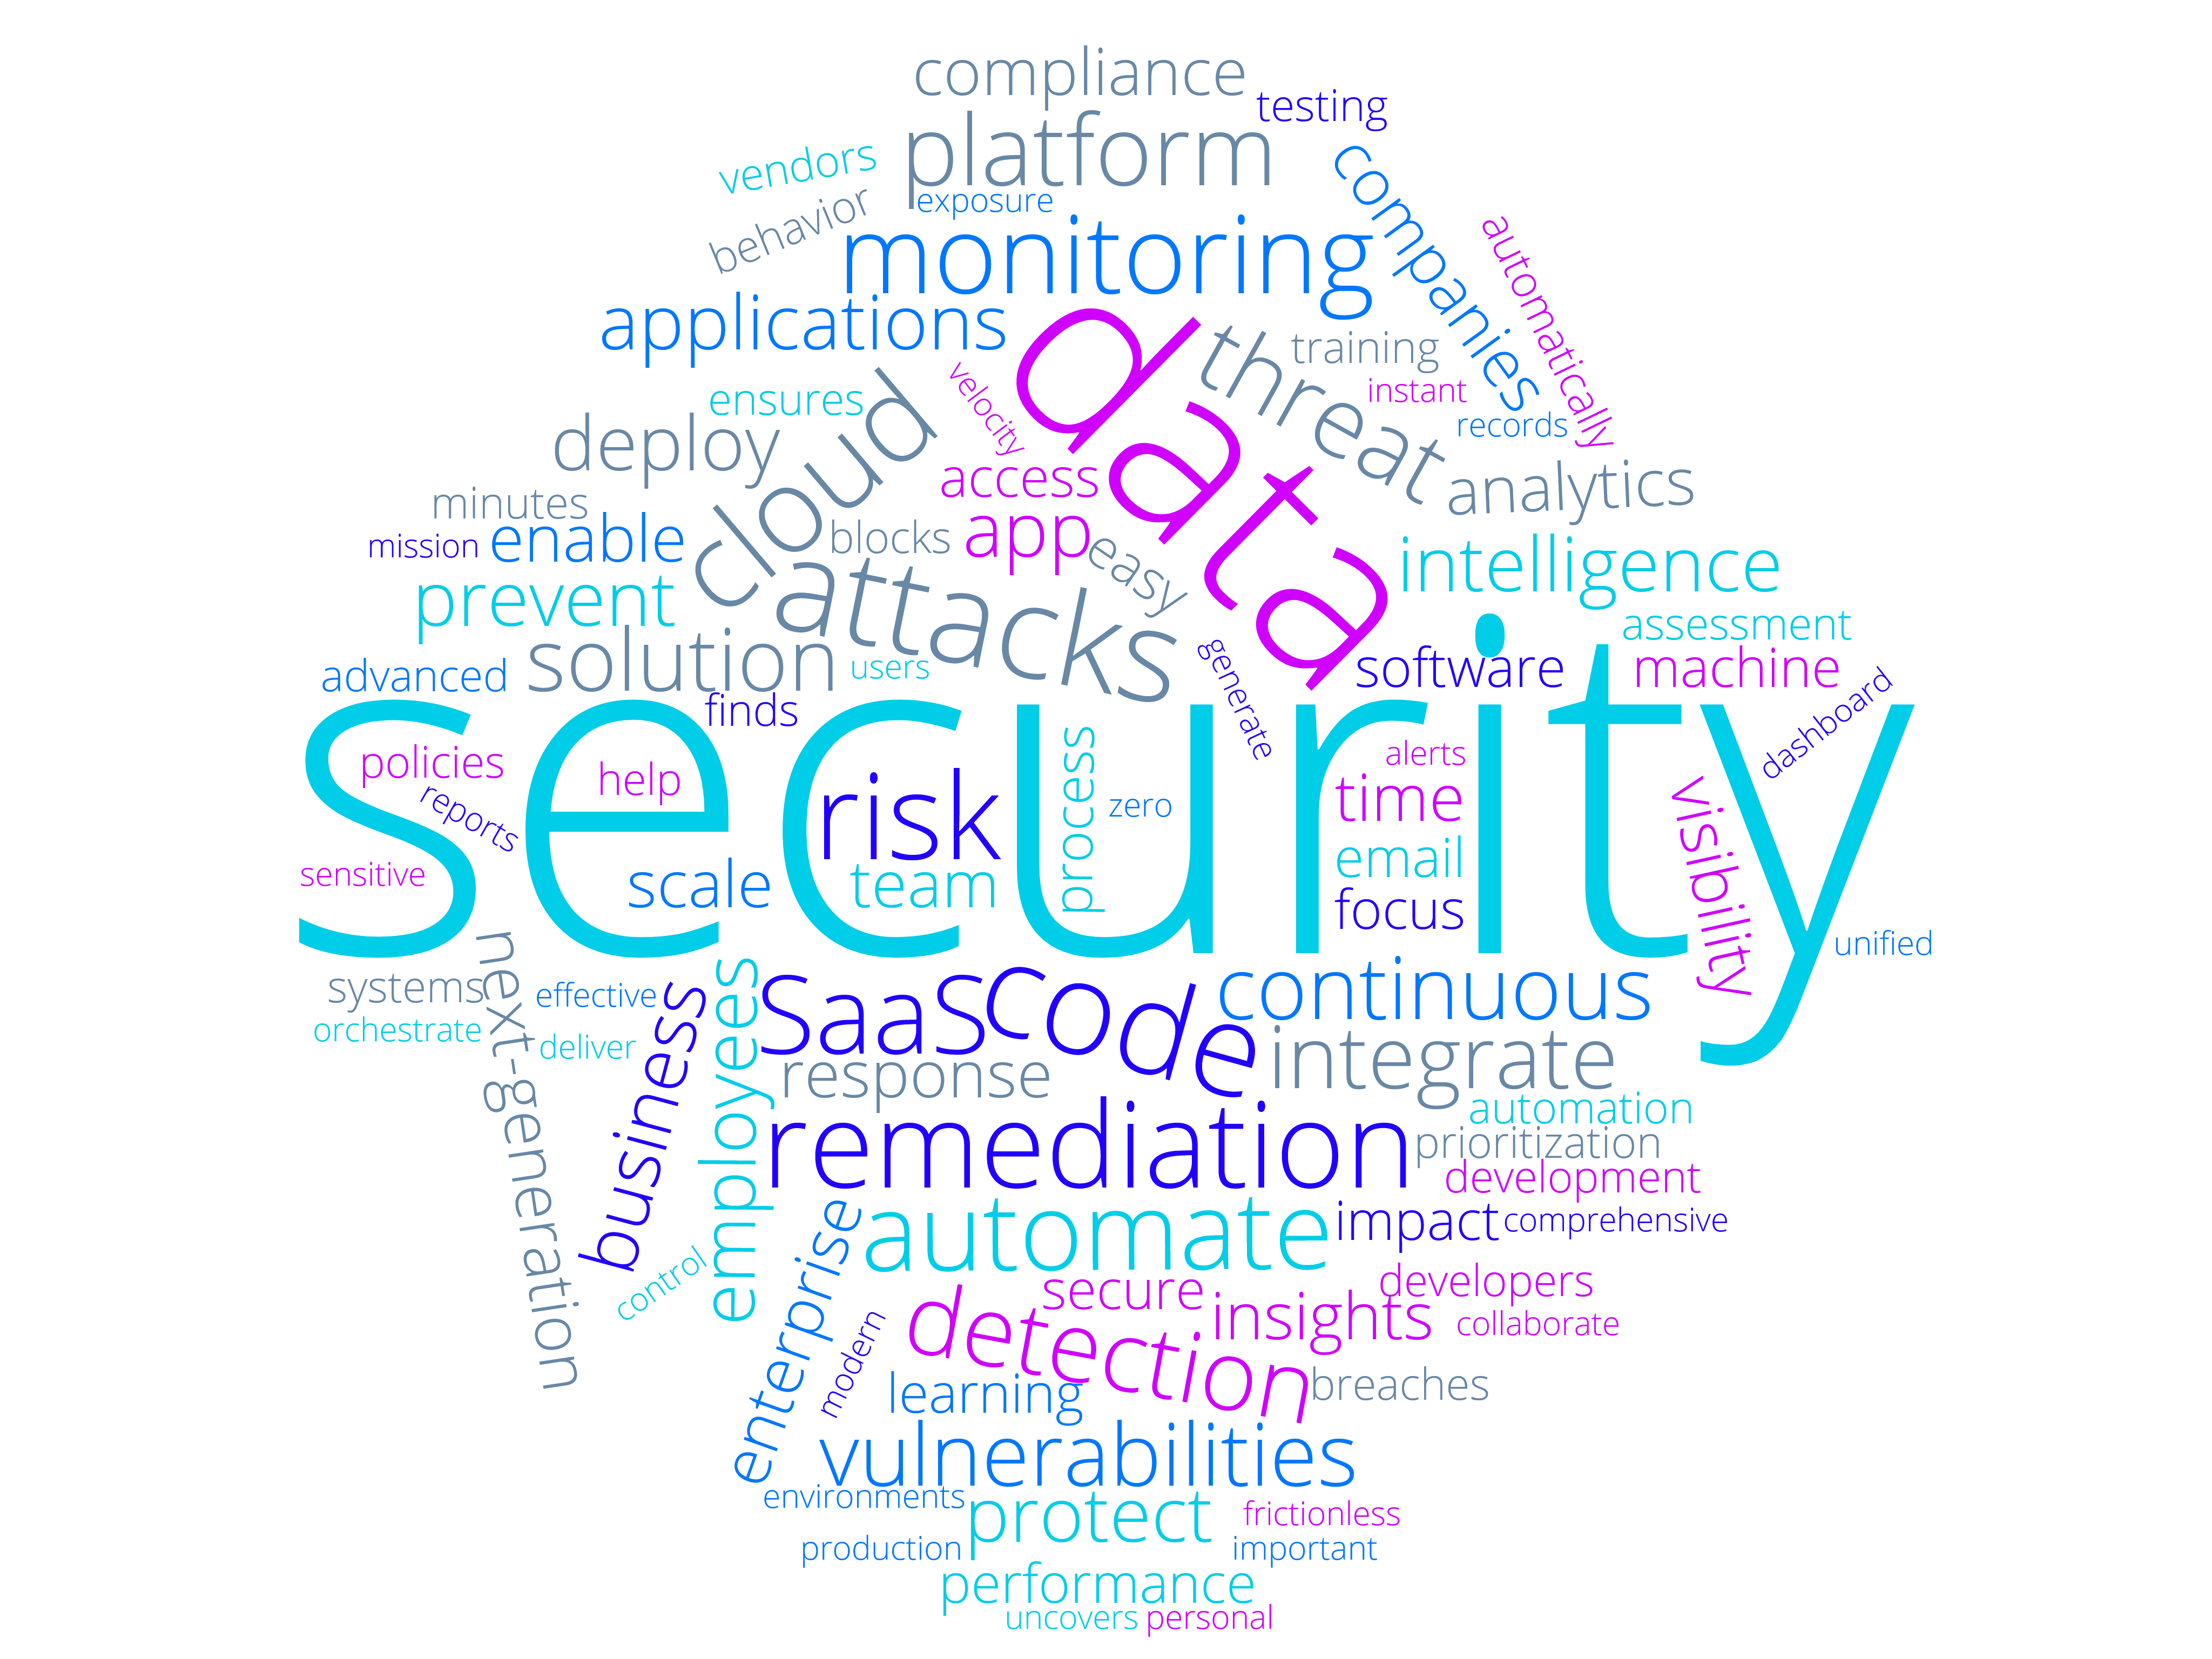 compliance
testing
platform
vendors
companies
exposure
behavior
automatically
monitoring
applications
data
threat
training
instant
velocity
ensures
records
cloud
deploy
access
analytics
minutes
enable
mission
blocks
app
easy
intelligence
prevent
attacks
assessment
solution
users
generate
software
machine
advanced
finds
dashboard
security
policies
help
risk
process
zero
alerts
time
visibility
reports
sensitive
scale
team
email
focus
unified
systems
next-generation
effective
business
employees
SaaS
code
continuous
orchestrate
deliver
response
integrate
automation
remediation
prioritization
development
automate
impact
comprehensive
control
enterprise
secure
developers
detection
insights
collaborate
modern
learning
breaches
vulnerabilities
environments
protect
frictionless
production
important
performance
uncovers
personal